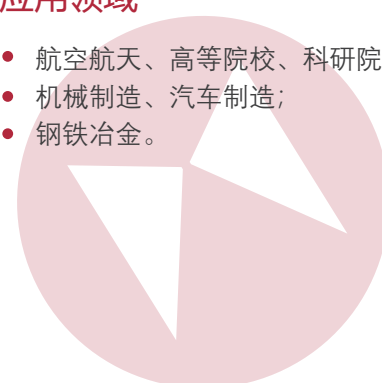 应用领域
航空航天、高等院校、科研院
机械制造、汽车制造；
钢铁冶金。